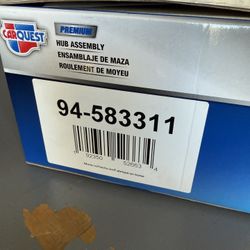 CARQUEST
PREMIUM
HUB ASSEMBLY
ENSAMBLAJE DE MAZA
ROULEMENT DE MOYEU
94-583311